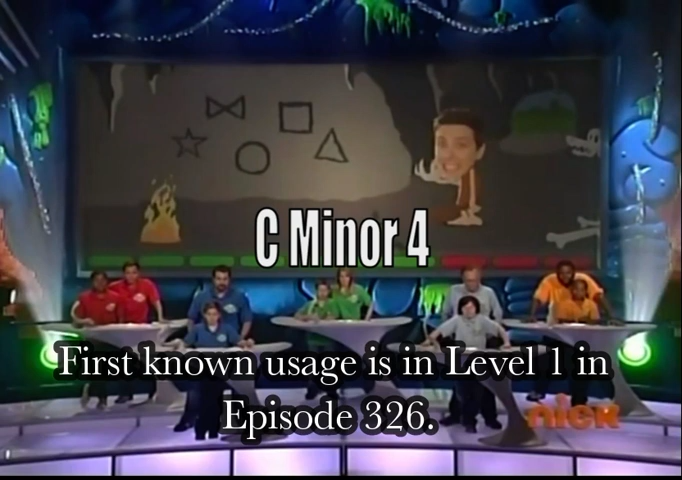 C Minor 4
First known usage is in Level 1 in
Episode 326.
nick